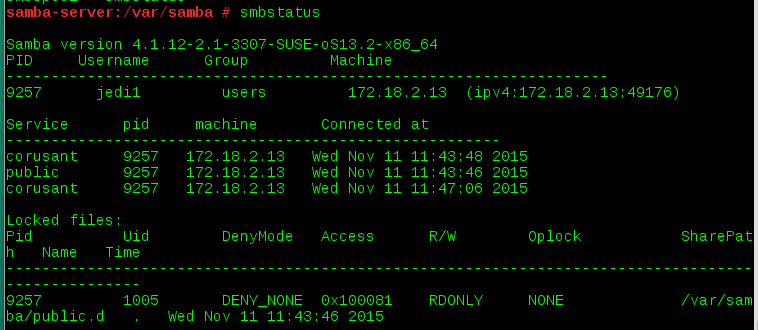 samba-server:/var/samba # smbstatus
Samba version 4.1.12-2.1-3307-SUSE-oS13.2-x86_64
PID     Username      Group         Machine
-------------------------------------------------------------------
9257      jedi1         users         172.18.2.13  (ipv4:172.18.2.13:49176)
Service      pid     machine       Connected at
-------------------------------------------------------
corusant     9257   172.18.2.13   Wed Nov 11 11:43:48 2015
public       9257   172.18.2.13   Wed Nov 11 11:43:46 2015
corusant     9257   172.18.2.13   Wed Nov 11 11:47:06 2015
Locked files:
Pid          Uid        DenyMode   Access      R/W        Oplock           SharePat
h   Name   Time
-----------------------------------------------------------------------------------
---------------
9257         1005       DENY_NONE  0x100081    RDONLY     NONE             /var/sam
ba/public.d   .   Wed Nov 11 11:43:46 2015